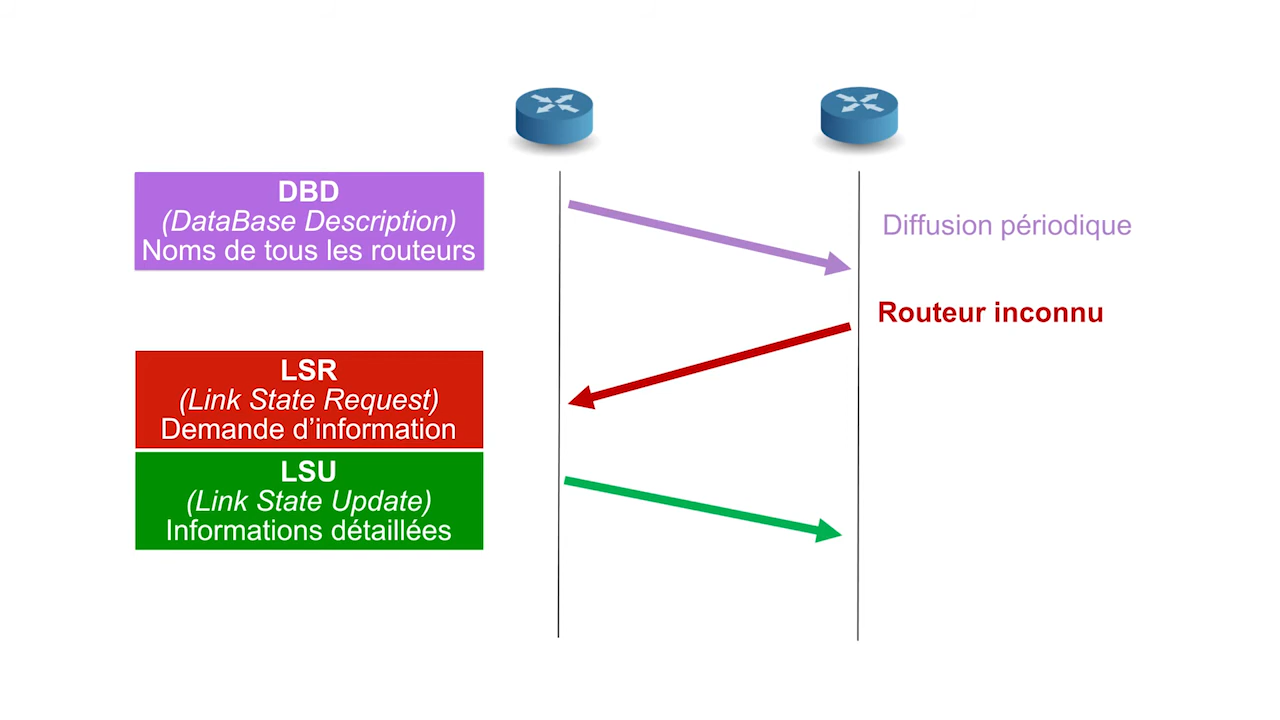 DBD
(DataBase Description)
Noms de tous les routeurs
Diffusion périodique
Routeur inconnu
LSR
(Link State Request)
Demande d’information
LSU
(Link State Update)
Informations détaillées